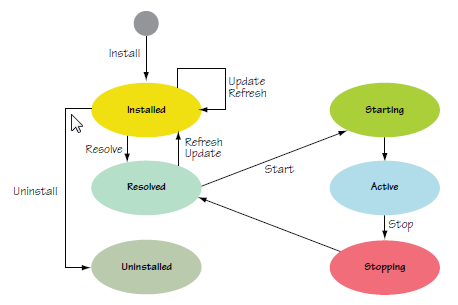 Install
Update
Refresh
Installed
Starting
Resolve
Refresh
Update
Start
Uninstall
Resolved
Active
Stop
Uninstalled
Stopping